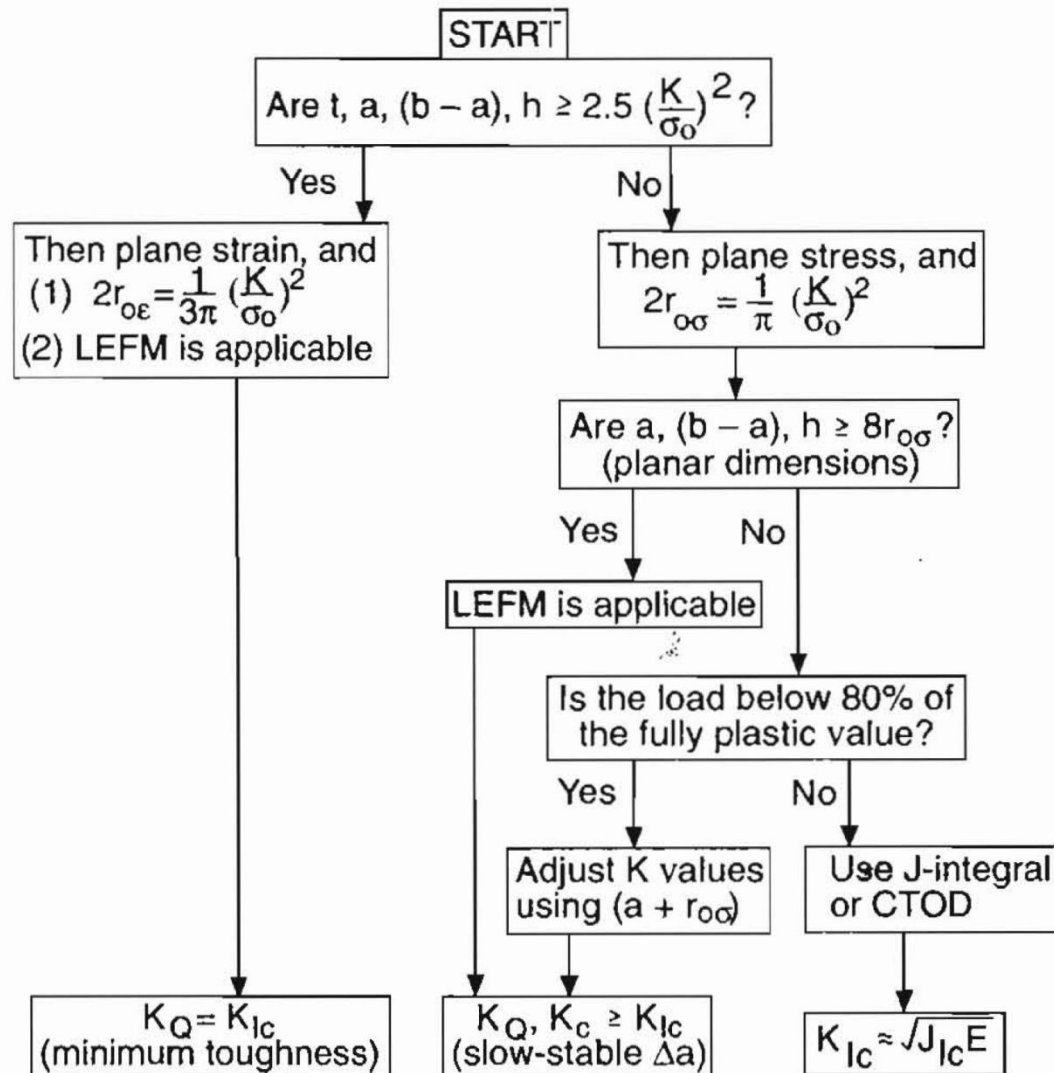 START
Are t, a, (b – a), h ≥ 2.5 (K/σo)²?
Yes
No
Then plane strain, and
(1) 2roε = 1/3π (K/σo)²
(2) LEFM is applicable
Then plane stress, and
2roσ = 1/π (K/σo)²
Are a, (b – a), h ≥ 8roσ?
(planar dimensions)
Yes
No
LEFM is applicable
Is the load below 80% of
the fully plastic value?
Yes
No
Adjust K values
using (a + roσ)
Use J-integral
or CTOD
KQ = KIc
(minimum toughness)
KQ, Kc ≥ KIc
(slow-stable Δa)
KIc ≈ √JIcE